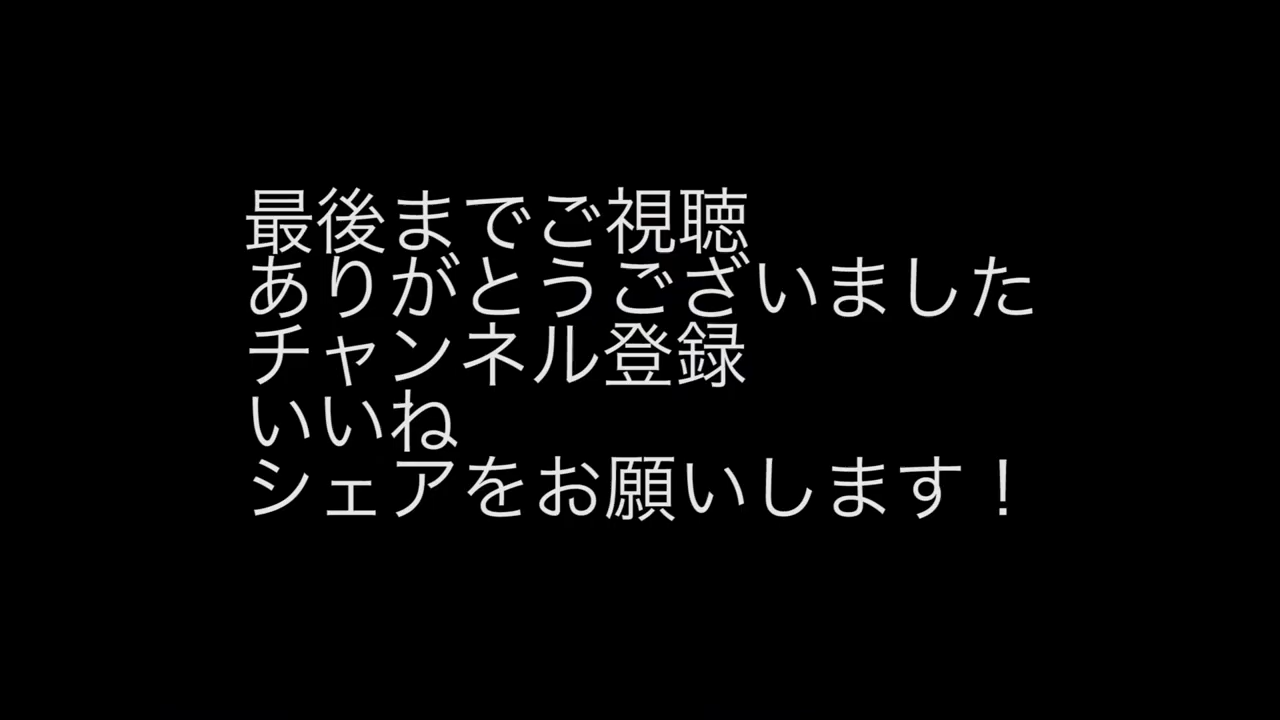 最後までご視聴
ありがとうございました
チャンネル登録
いいね
シェアをお願いします！